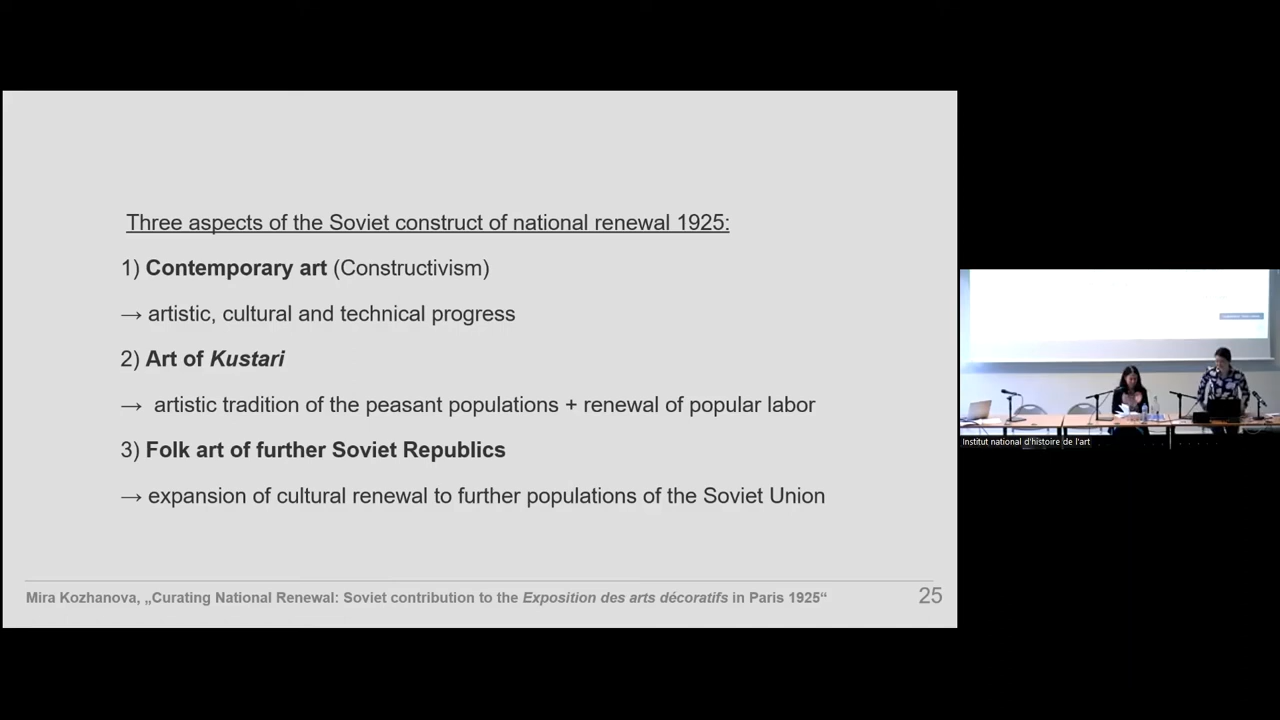 Three aspects of the Soviet construct of national renewal 1925:
1) Contemporary art (Constructivism)
→ artistic, cultural and technical progress
2) Art of Kustari
→ artistic tradition of the peasant populations + renewal of popular labor
3) Folk art of further Soviet Republics
→ expansion of cultural renewal to further populations of the Soviet Union
Mira Kozhanova, „Curating National Renewal: Soviet contribution to the Exposition des arts décoratifs in Paris 1925“
25
Institut national d'histoire de l'art